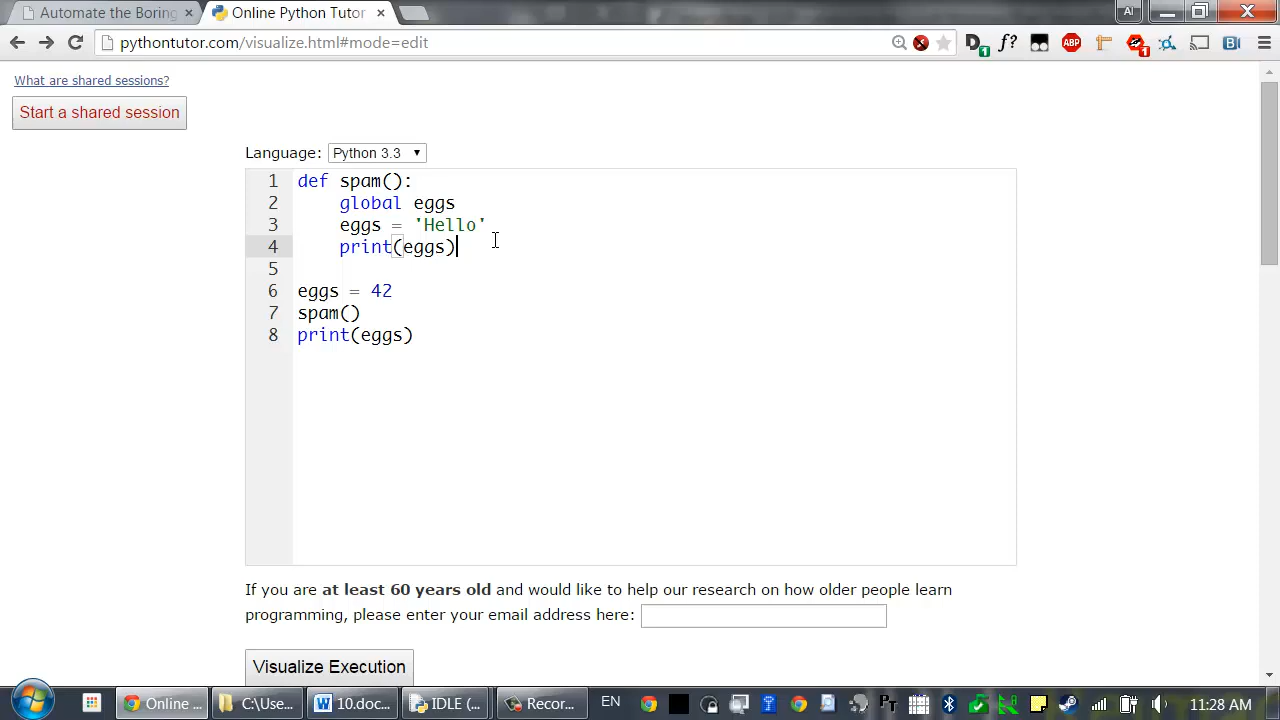 Automate the Boring
Online Python Tutor
Ai
pythontutor.com/visualize.html#mode=edit
D 1
f?
ABP
1
B
What are shared sessions?
Start a shared session
Language: Python 3.3
1 def spam():
2 global eggs
3 eggs = 'Hello'
4 print(eggs)
5
6 eggs = 42
7 spam()
8 print(eggs)
If you are at least 60 years old and would like to help our research on how older people learn
programming, please enter your email address here:
Visualize Execution
Online ...
C:\Use...
10.doc...
IDLE (...
Recor...
EN
11:28 AM